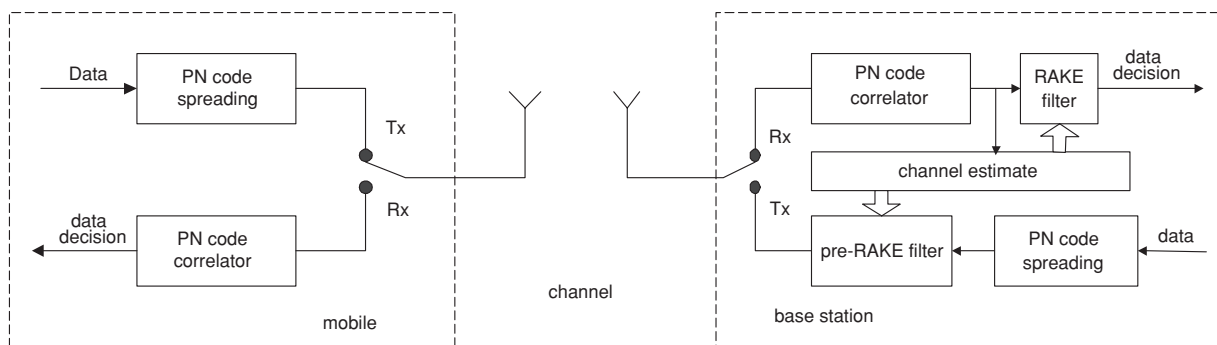 Data
PN code
spreading
Tx
Rx
data
decision
PN code
correlator
mobile
channel
PN code
correlator
RAKE
filter
data
decision
Rx
channel estimate
Tx
pre-RAKE filter
PN code
spreading
data
base station